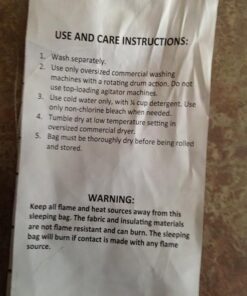 USE AND CARE INSTRUCTIONS:
1. Wash separately.
2. Use only oversized commercial washing
machines with a rotating drum action. Do not
use top-loading agitator machines.
3. Use cold water only, with ¼ cup detergent. Use
only non-chlorine bleach when needed.
4. Tumble dry at low temperature setting in
oversized commercial dryer.
5. Bag must be thoroughly dry before being rolled
and stored.
WARNING:
Keep all flame and heat sources away from this
sleeping bag. The fabric and insulating materials
are not flame resistant and can burn. The sleeping
bag will burn if contact is made with any flame
source.